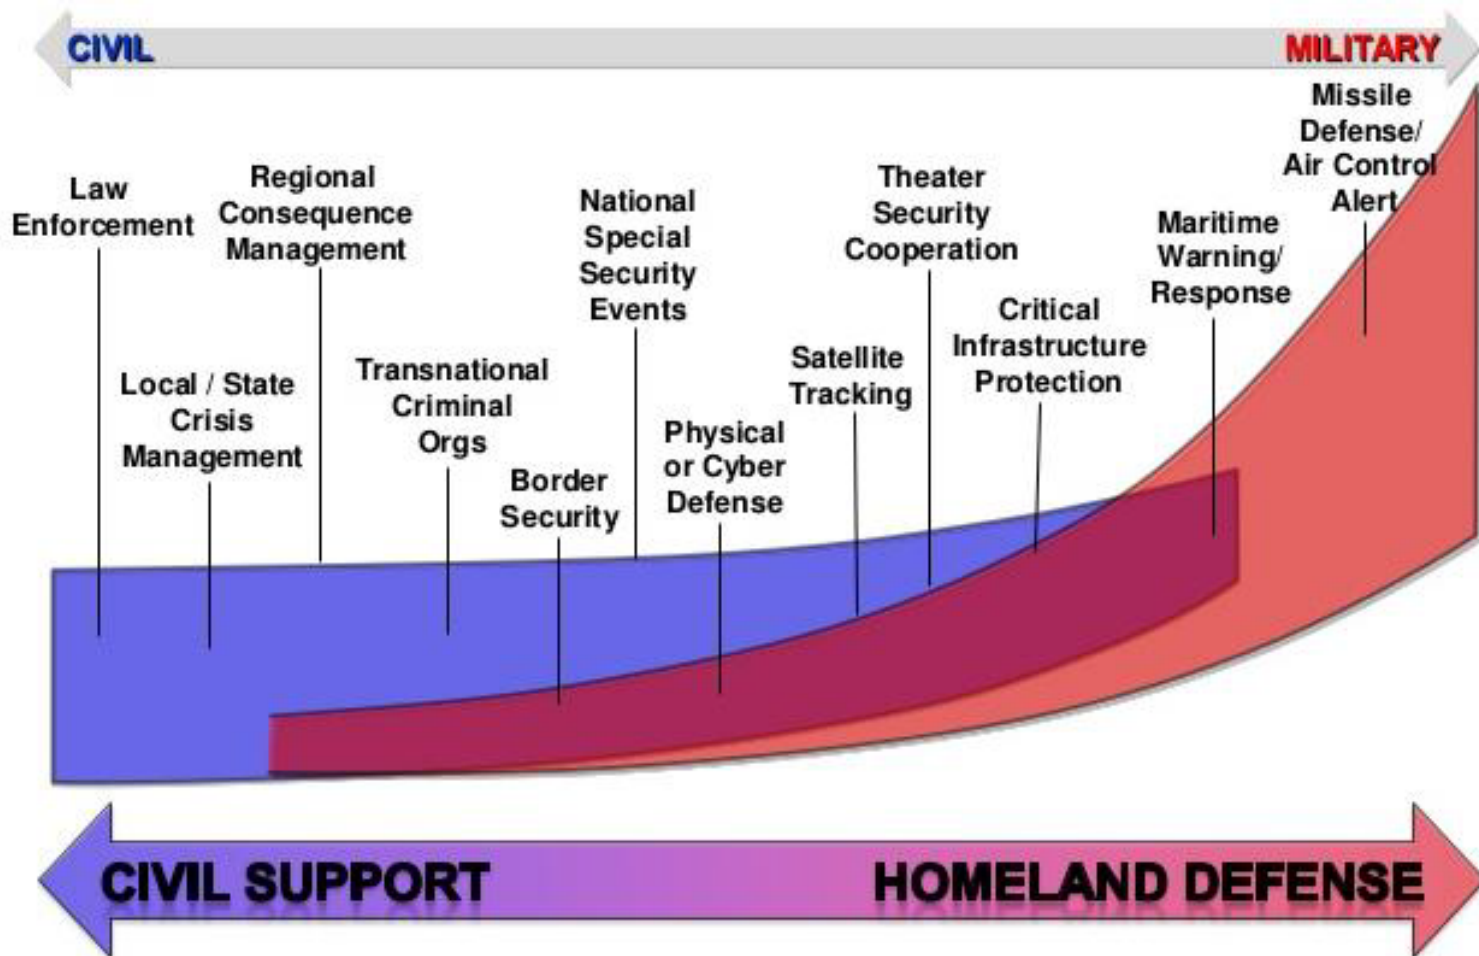 CIVIL
MILITARY
Law
Enforcement
Local / State
Crisis
Management
Regional
Consequence
Management
Transnational
Criminal
Orgs
Border
Security
National
Special
Security
Events
Physical
or Cyber
Defense
Satellite
Tracking
Theater
Security
Cooperation
Critical
Infrastructure
Protection
Maritime
Warning/
Response
Missile
Defense/
Air Control
Alert
CIVIL SUPPORT
HOMELAND DEFENSE